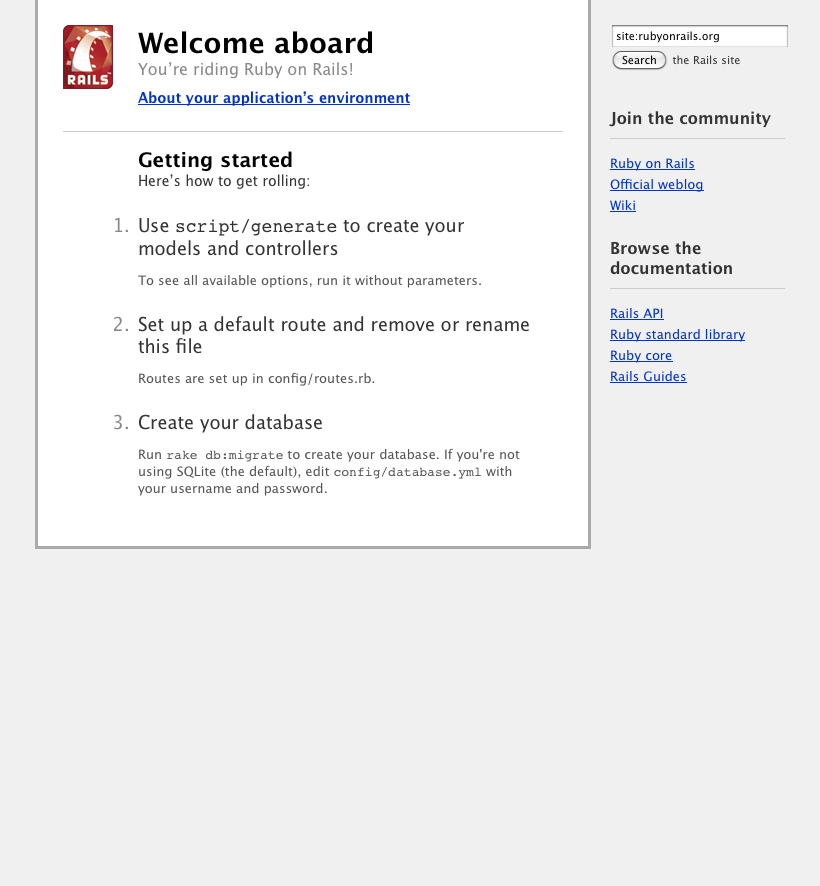 RAILS
Welcome aboard
You’re riding Ruby on Rails!
About your application’s environment
Getting started
Here’s how to get rolling:
1. Use script/generate to create your
models and controllers
To see all available options, run it without parameters.
2. Set up a default route and remove or rename
this file
Routes are set up in config/routes.rb.
3. Create your database
Run rake db:migrate to create your database. If you're not
using SQLite (the default), edit config/database.yml with
your username and password.
site:rubyonrails.org
Search the Rails site
Join the community
Ruby on Rails
Official weblog
Wiki
Browse the
documentation
Rails API
Ruby standard library
Ruby core
Rails Guides